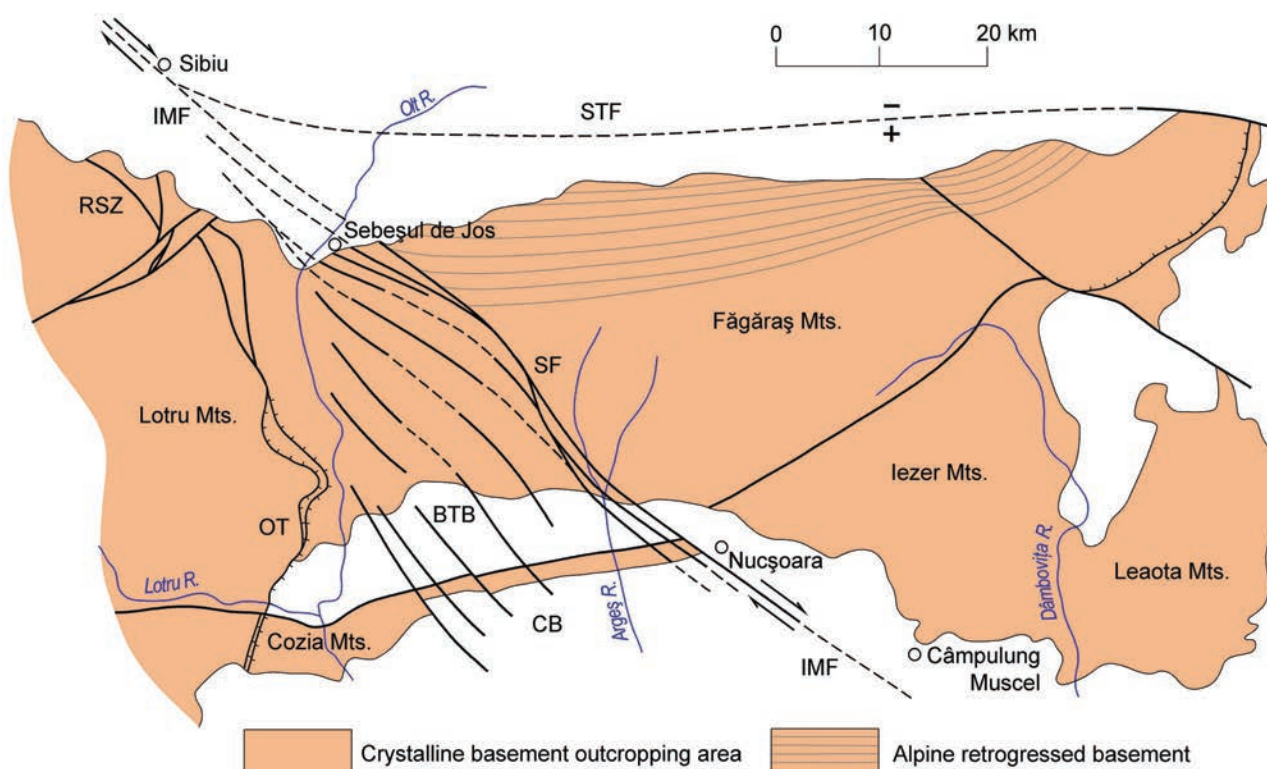 0 10 20 km
Sibiu
IMF
Olt R.
STF
−
+
RSZ
Sebeşul de Jos
Făgăraş Mts.
SF
Lotru Mts.
Iezer Mts.
OT
BTB
Nucşoara
Leaota Mts.
Lotru R.
Argeş R.
Dâmboviţa R.
CB
Cozia Mts.
IMF
Câmpulung
Muscel
Crystalline basement outcropping area
Alpine retrogressed basement